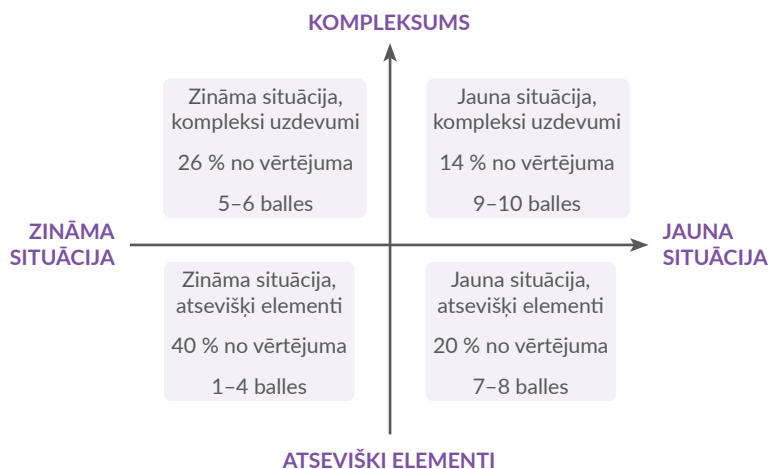 KOMPLEKSUMS
Zināma situācija,
kompleksi uzdevumi
26 % no vērtējuma
5–6 balles
Jauna situācija,
kompleksi uzdevumi
14 % no vērtējuma
9–10 balles
ZINĀMA
SITUĀCIJA
JAUNA
SITUĀCIJA
Zināma situācija,
atsevišķi elementi
40 % no vērtējuma
1–4 balles
Jauna situācija,
atsevišķi elementi
20 % no vērtējuma
7–8 balles
ATSEVIŠKI ELEMENTI